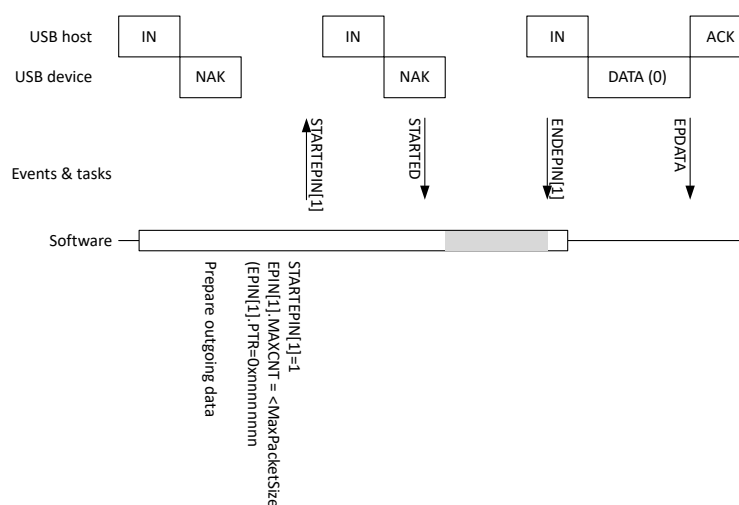 USB host
IN
IN
IN
ACK
USB device
NAK
NAK
DATA (0)
Events & tasks
STARTEPIN[1]
STARTED
ENDEPIN[1]
EPDATA
Software
Prepare outgoing data
STARTEPIN[1]=1
EPIN[1].MAXCNT = <MaxPacketSize
(EPIN[1].PTR=0xnnnnnnnn